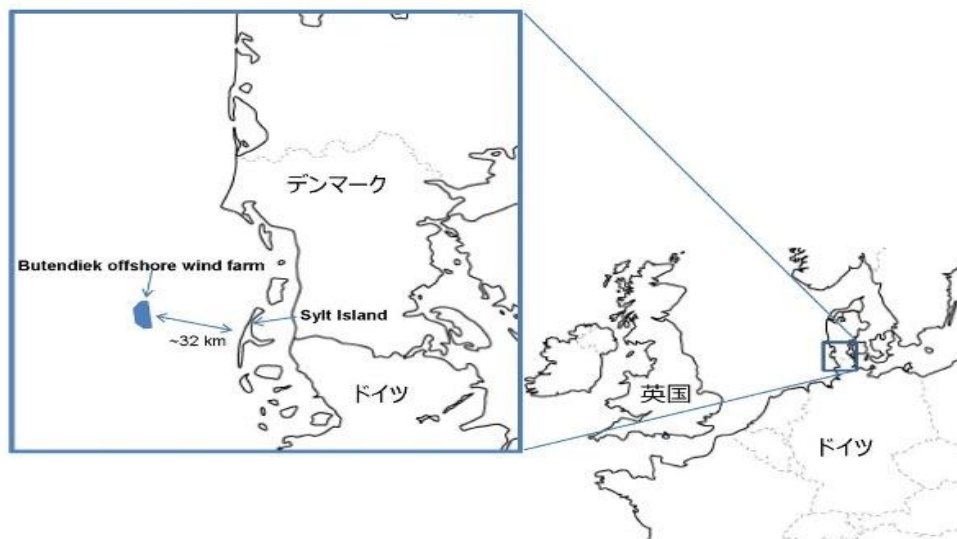 デンマーク
Butendiek offshore wind farm
Sylt Island
~32 km
ドイツ
英国
ドイツ